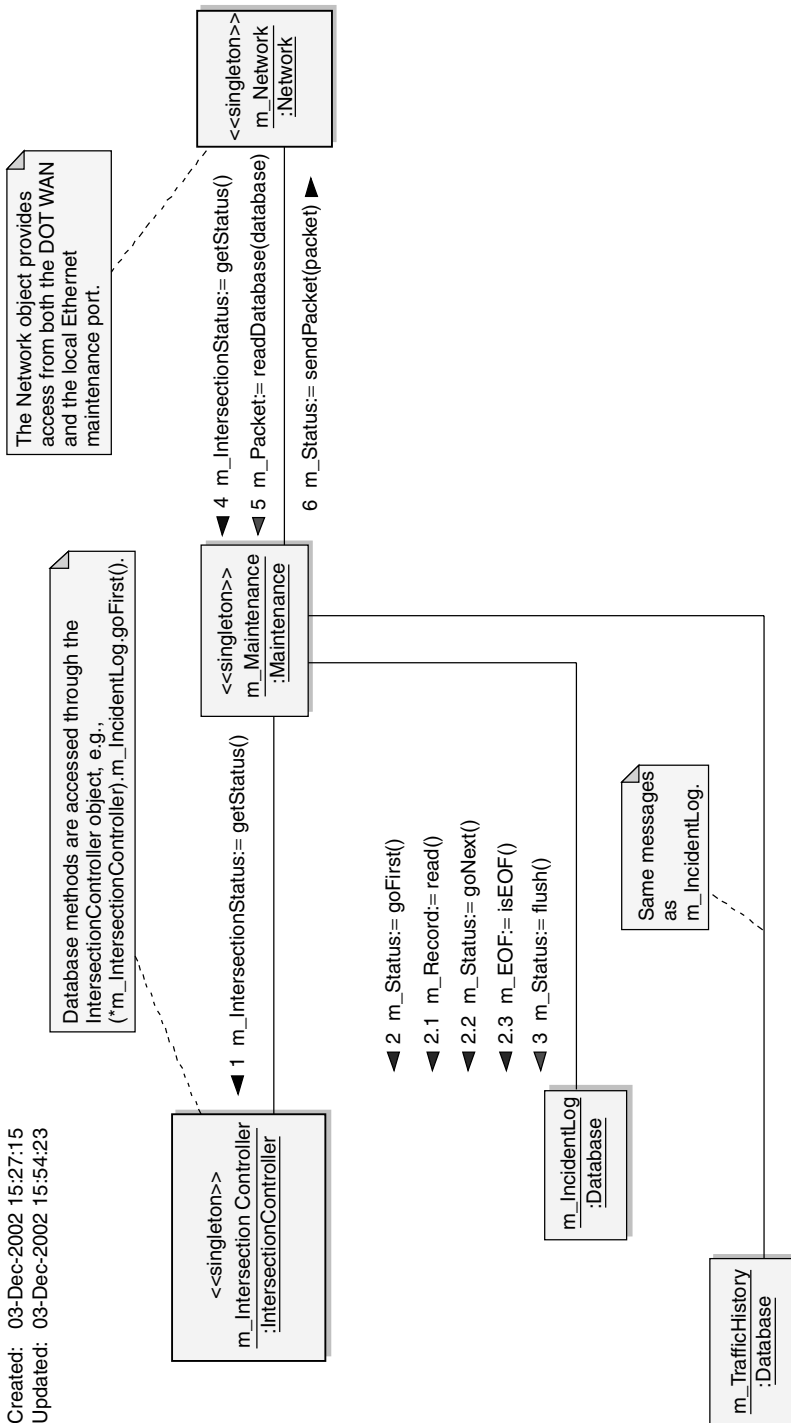 Created: 03-Dec-2002 15:27:15
Updated: 03-Dec-2002 15:54:23
Database methods are accessed through the
IntersectionController object, e.g.,
(*m_IntersectionController).m_IncidentLog.goFirst().
The Network object provides
access from both the DOT WAN
and the local Ethernet
maintenance port.
<<singleton>>
m_Intersection Controller
:IntersectionController
1 m_IntersectionStatus:= getStatus()
<<singleton>>
m_Maintenance
:Maintenance
4 m_IntersectionStatus:= getStatus()
5 m_Packet:= readDatabase(database)
6 m_Status:= sendPacket(packet)
<<singleton>>
m_Network
:Network
2 m_Status:= goFirst()
2.1 m_Record:= read()
2.2 m_Status:= goNext()
2.3 m_EOF:= isEOF()
3 m_Status:= flush()
m_IncidentLog
:Database
Same messages
as
m_IncidentLog.
m_TrafficHistory
:Database